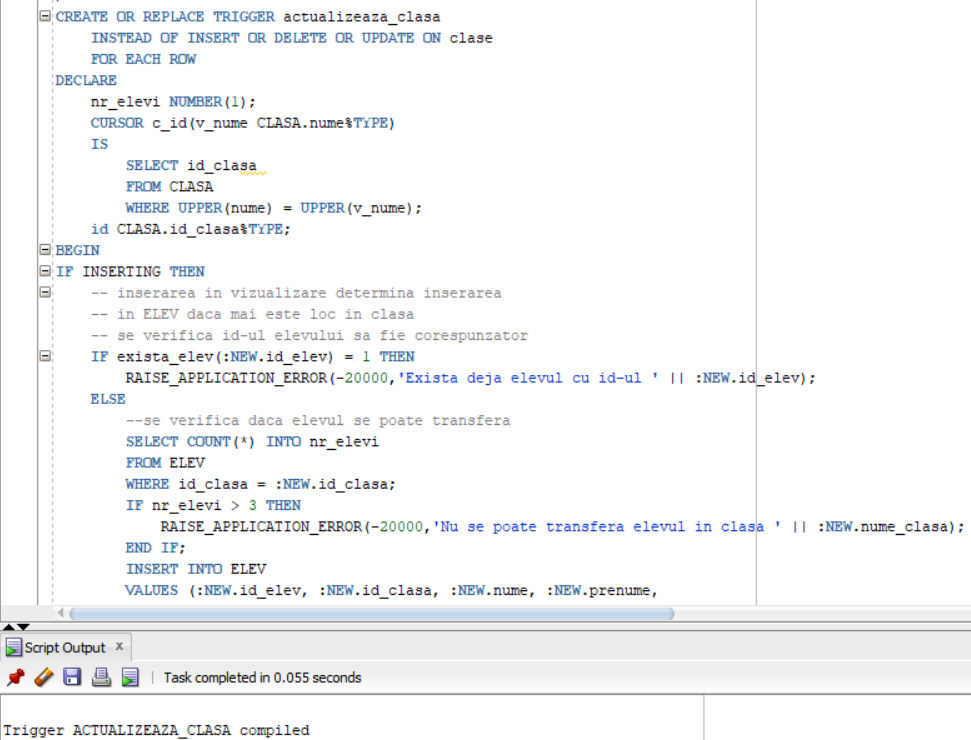 CREATE OR REPLACE TRIGGER actualizeaza_clasa
INSTEAD OF INSERT OR DELETE OR UPDATE ON clase
FOR EACH ROW
DECLARE
nr_elevi NUMBER(1);
CURSOR c_id(v_nume CLASA.nume%TYPE)
IS
SELECT id_clasa
FROM CLASA
WHERE UPPER(nume) = UPPER(v_nume);
id CLASA.id_clasa%TYPE;
BEGIN
IF INSERTING THEN
-- inserarea in vizualizare determina inserarea
-- in ELEV daca mai este loc in clasa
-- se verifica id-ul elevului sa fie corespunzator
IF exista_elev(:NEW.id_elev) = 1 THEN
RAISE_APPLICATION_ERROR(-20000,'Exista deja elevul cu id-ul ' || :NEW.id_elev);
ELSE
--se verifica daca elevul se poate transfera
SELECT COUNT(*) INTO nr_elevi
FROM ELEV
WHERE id_clasa = :NEW.id_clasa;
IF nr_elevi > 3 THEN
RAISE_APPLICATION_ERROR(-20000,'Nu se poate transfera elevul in clasa ' || :NEW.nume_clasa);
END IF;
INSERT INTO ELEV
VALUES (:NEW.id_elev, :NEW.id_clasa, :NEW.nume, :NEW.prenume,
Script Output x
Task completed in 0.055 seconds
Trigger ACTUALIZEAZA_CLASA compiled